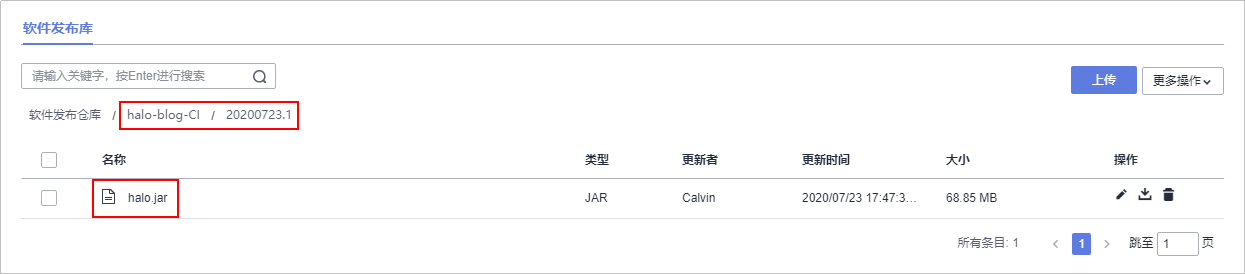 软件发布库
请输入关键字，按Enter进行搜索
上传 更多操作
软件发布仓库 / halo-blog-CI / 20200723.1
名称 类型 更新者 更新时间 大小 操作
halo.jar JAR Calvin 2020/07/23 17:47:3... 68.85 MB
所有条目: 1 < 1 > 跳至 1 页